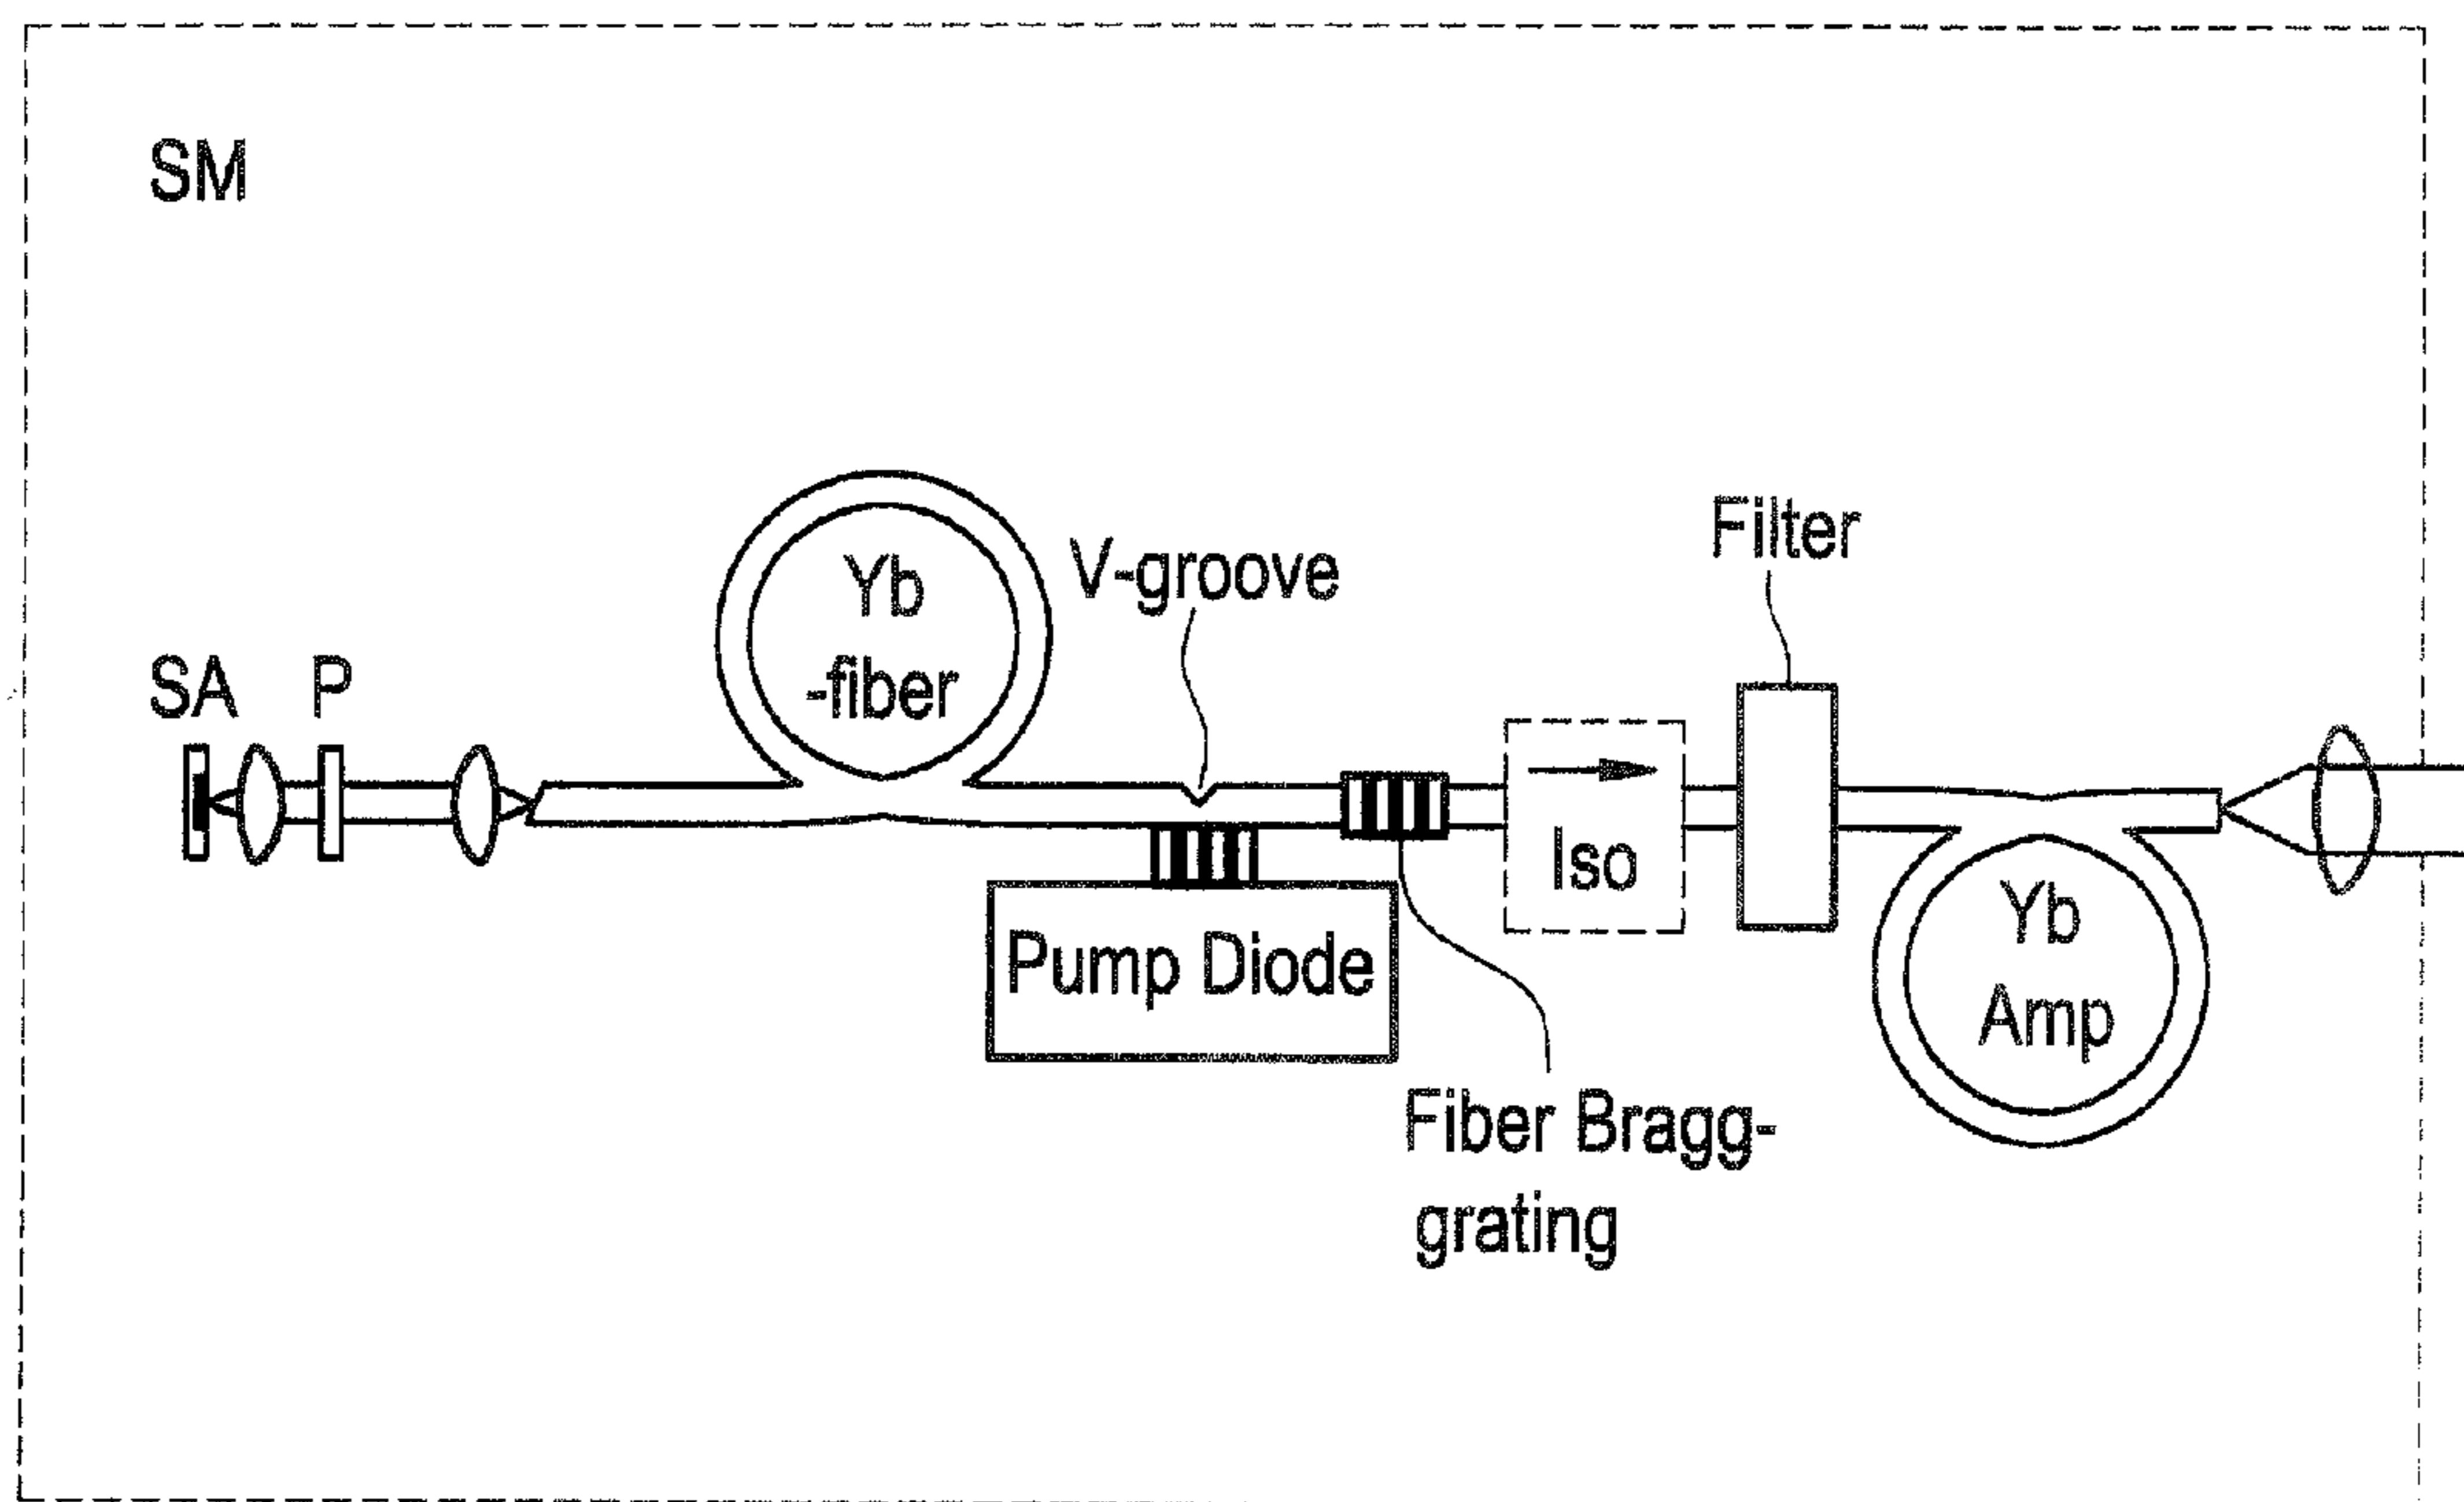 SM
SA
P
Yb
-fiber
V-groove
Filter
Iso
Pump Diode
Yb
Amp
Fiber Bragg-
grating